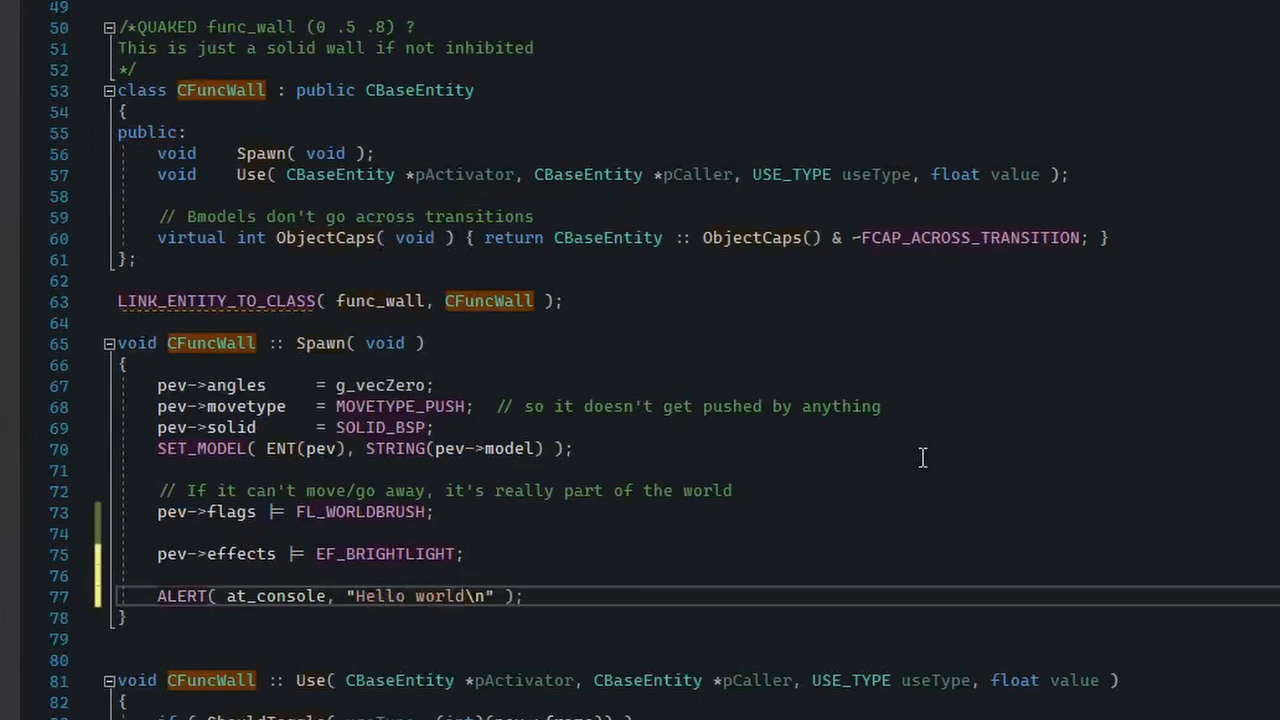 49
50 /*QUAKED func_wall (0 .5 .8) ?
51 This is just a solid wall if not inhibited
52 */
53 class CFuncWall : public CBaseEntity
54 {
55 public:
56 void Spawn( void );
57 void Use( CBaseEntity *pActivator, CBaseEntity *pCaller, USE_TYPE useType, float value );
58
59 // Bmodels don't go across transitions
60 virtual int ObjectCaps( void ) { return CBaseEntity :: ObjectCaps() & ~FCAP_ACROSS_TRANSITION; }
61 };
62
63 LINK_ENTITY_TO_CLASS( func_wall, CFuncWall );
64
65 void CFuncWall :: Spawn( void )
66 {
67 pev->angles = g_vecZero;
68 pev->movetype = MOVETYPE_PUSH; // so it doesn't get pushed by anything
69 pev->solid = SOLID_BSP;
70 SET_MODEL( ENT(pev), STRING(pev->model) );
71
72 // If it can't move/go away, it's really part of the world
73 pev->flags |= FL_WORLDBRUSH;
74
75 pev->effects |= EF_BRIGHTLIGHT;
76
77 ALERT( at_console, "Hello world\n" );
78 }
79
80
81 void CFuncWall :: Use( CBaseEntity *pActivator, CBaseEntity *pCaller, USE_TYPE useType, float value )
82 {
if ( ShouldToggle( useType, (int)(pev->frame)) )